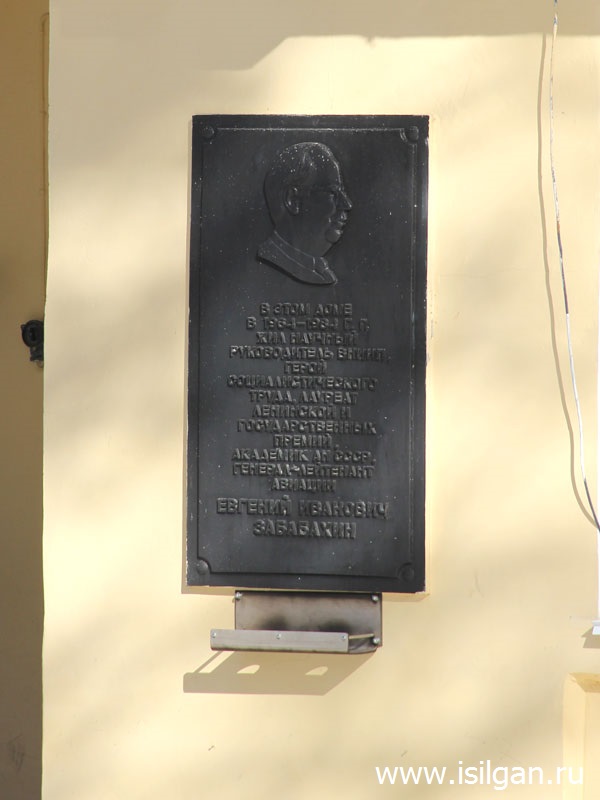 В ЭТОМ ДОМЕ
В 1964–1984 Г. Г.
ЖИЛ НАУЧНЫЙ
РУКОВОДИТЕЛЬ ВНИИП,
ГЕРОЙ
СОЦИАЛИСТИЧЕСКОГО
ТРУДА, ЛАУРЕАТ
ЛЕНИНСКОЙ И
ГОСУДАРСТВЕННЫХ
ПРЕМИЙ,
АКАДЕМИК АН СССР,
ГЕНЕРАЛ-ЛЕЙТЕНАНТ
АВИАЦИИ
ЕВГЕНИЙ ИВАНОВИЧ
ЗАБАБАХИН
www.isilgan.ru